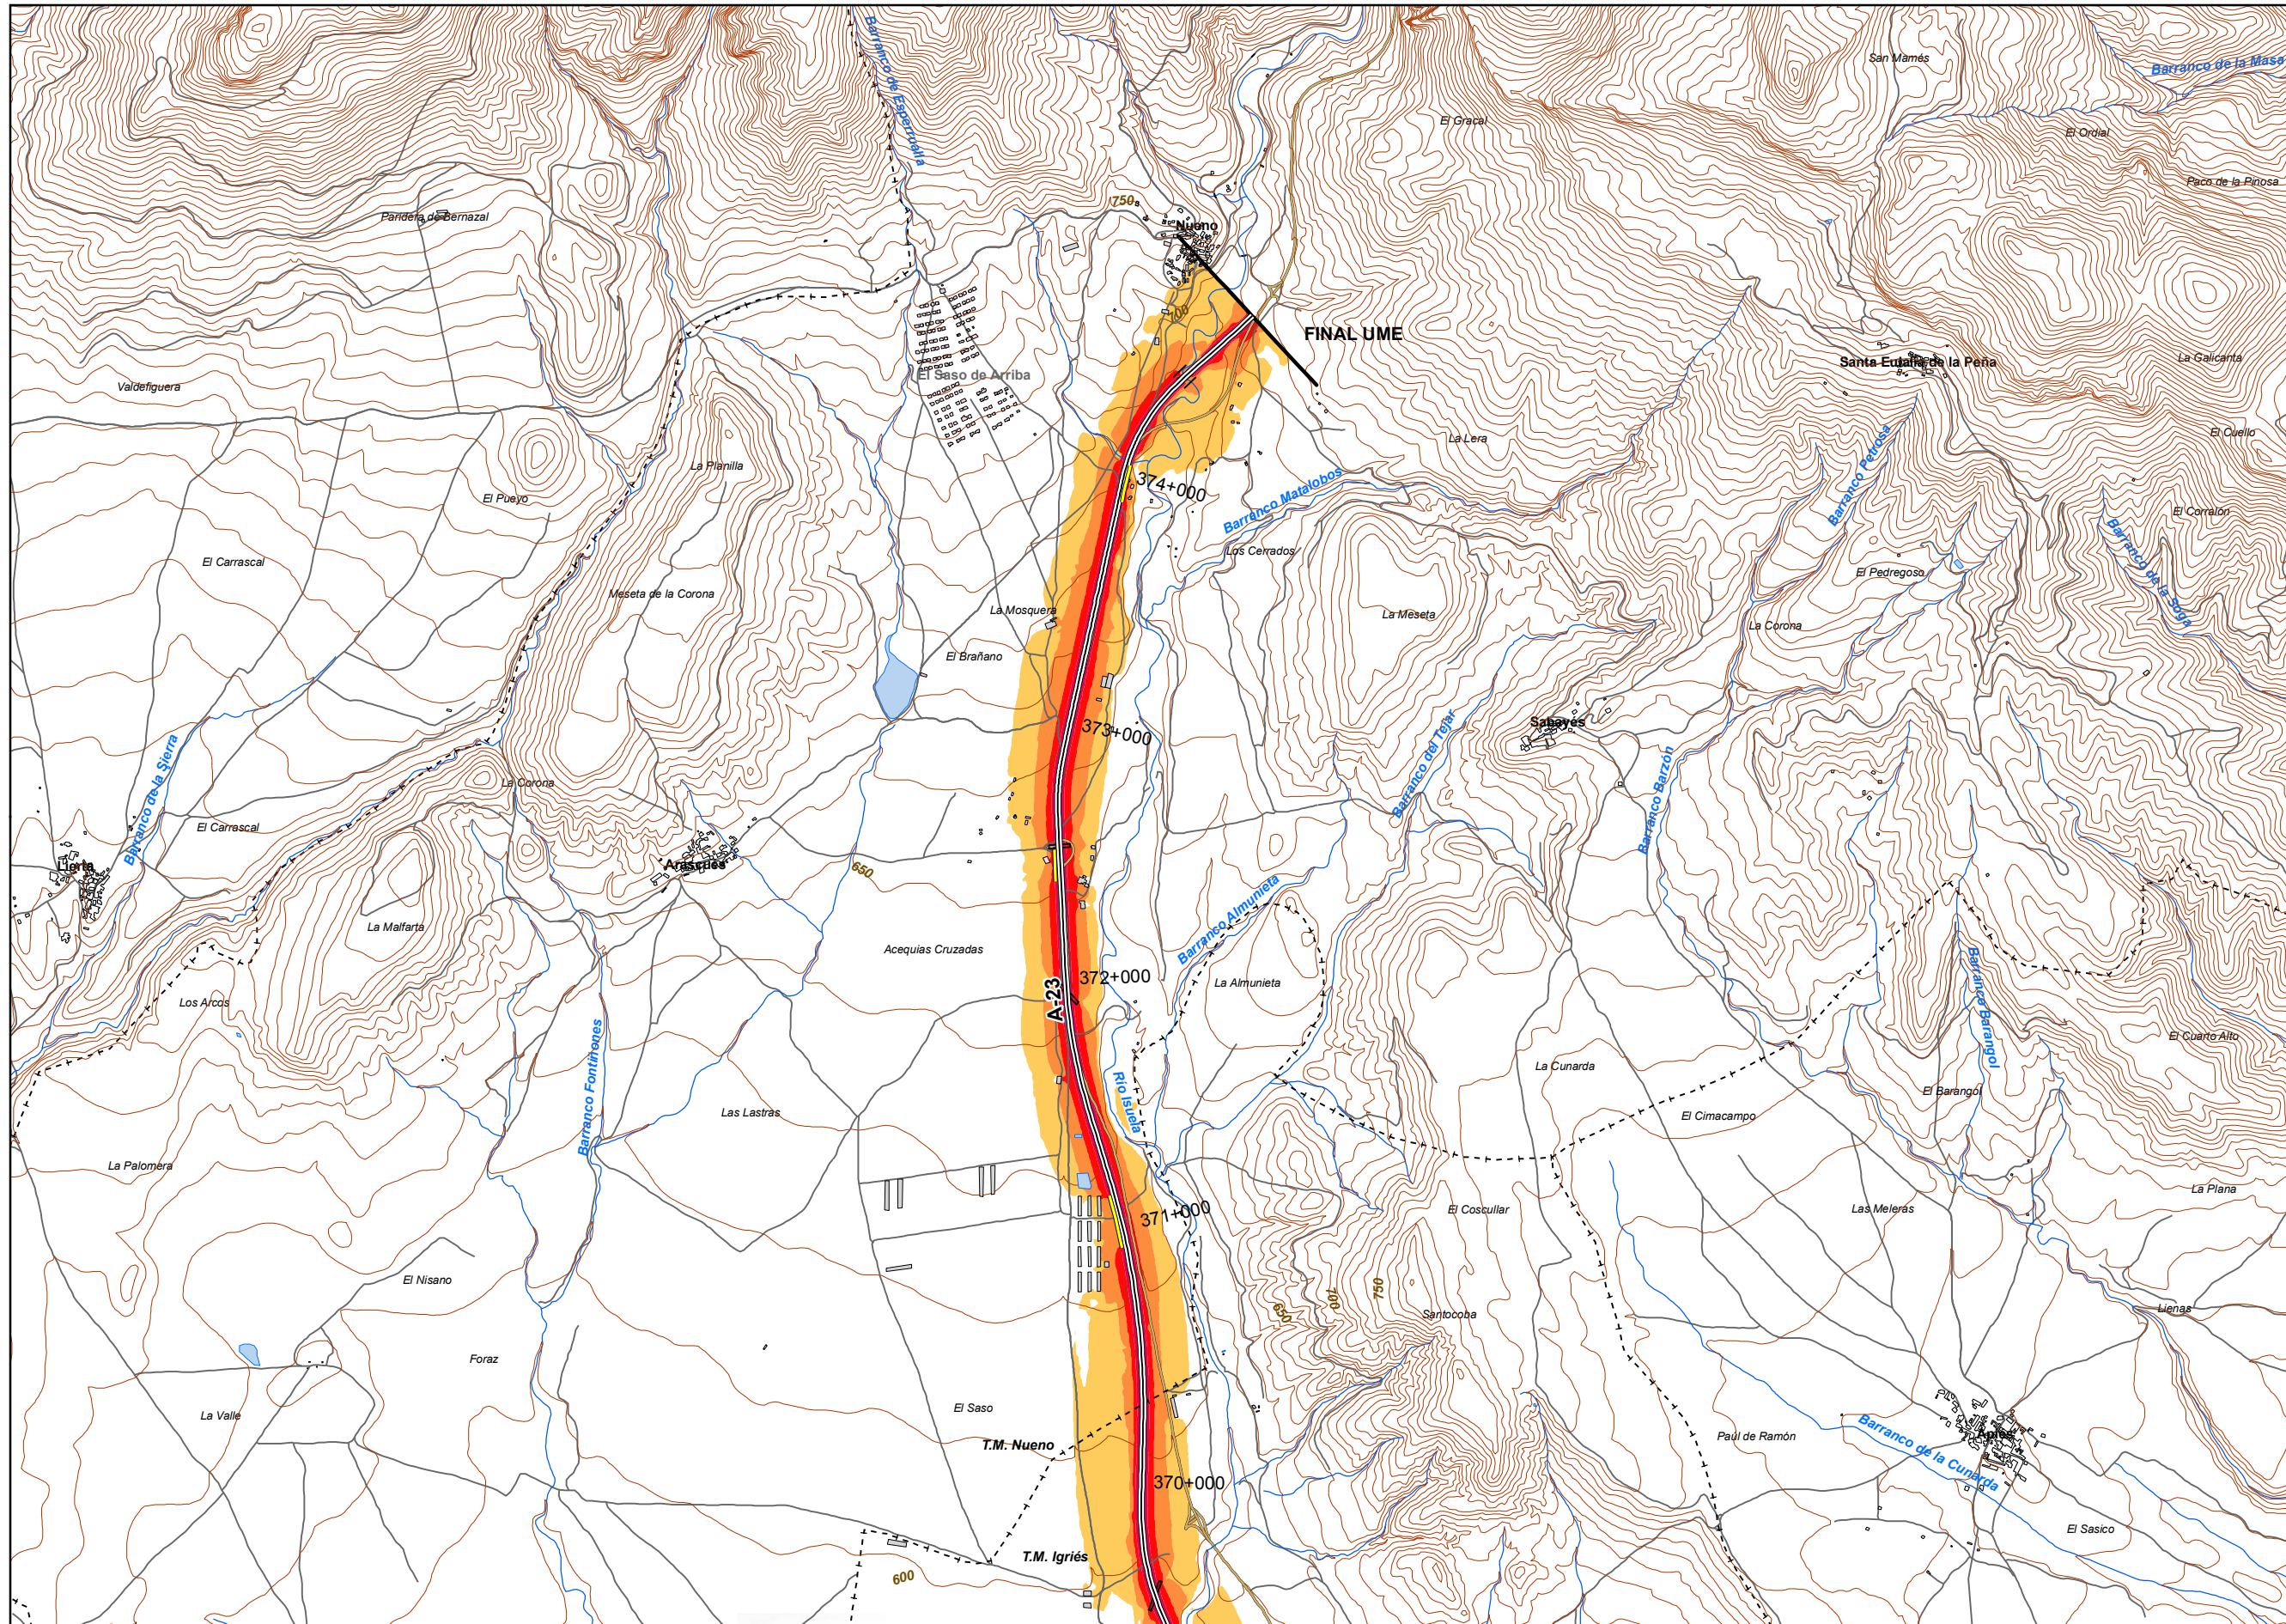 San Mamés
Barranco de la Masa
Barranco de Esperrualla
El Gracal
El Ordial
Paco de la Pinosa
Paridera de Bernazal
750
Nueno
700
FINAL UME
Santa Eulalia de la Peña
La Galicanta
El Saso de Arriba
Valdefiguera
La Lera
El Cuello
La Planilla
Barranco Petrosa
El Pueyo
374+000
Barranco Matalobos
El Corralón
Barranco de la Soga
El Carrascal
Los Cerrados
El Pedregoso
Meseta de la Corona
La Mosquera
La Meseta
La Corona
El Brañano
Sabayés
373+000
Barranco del Tejar
Barranco de la Sierra
La Corona
Barranco Barzón
El Carrascal
Lierta
Arascués
650
Barranco Almunieta
La Malfarta
Acequias Cruzadas
La Almunieta
372+000
A-23
Los Arcos
Barranco Barangol
El Cuarto Alto
Barranco Fontiñones
La Cunarda
El Barangol
Río Isuela
Las Lastras
El Cimacampo
La Palomera
La Plana
371+000
El Coscullar
Las Meleras
El Nisano
650
700
750
Santocoba
Lienas
Foraz
El Saso
La Valle
T.M. Nueno
Paúl de Ramón
Barranco de la Cunarda
Apiés
370+000
El Sasico
T.M. Igriés
600